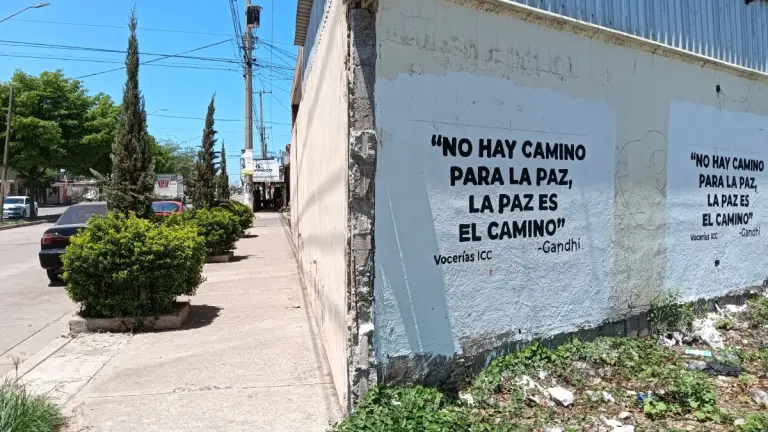 “NO HAY CAMINO
PARA LA PAZ,
LA PAZ ES
EL CAMINO”
-Gandhi
Vocerías ICC
“NO HAY CAMINO
PARA LA PAZ,
LA PAZ ES
EL CAMINO”
-Gandhi
Vocerías ICC